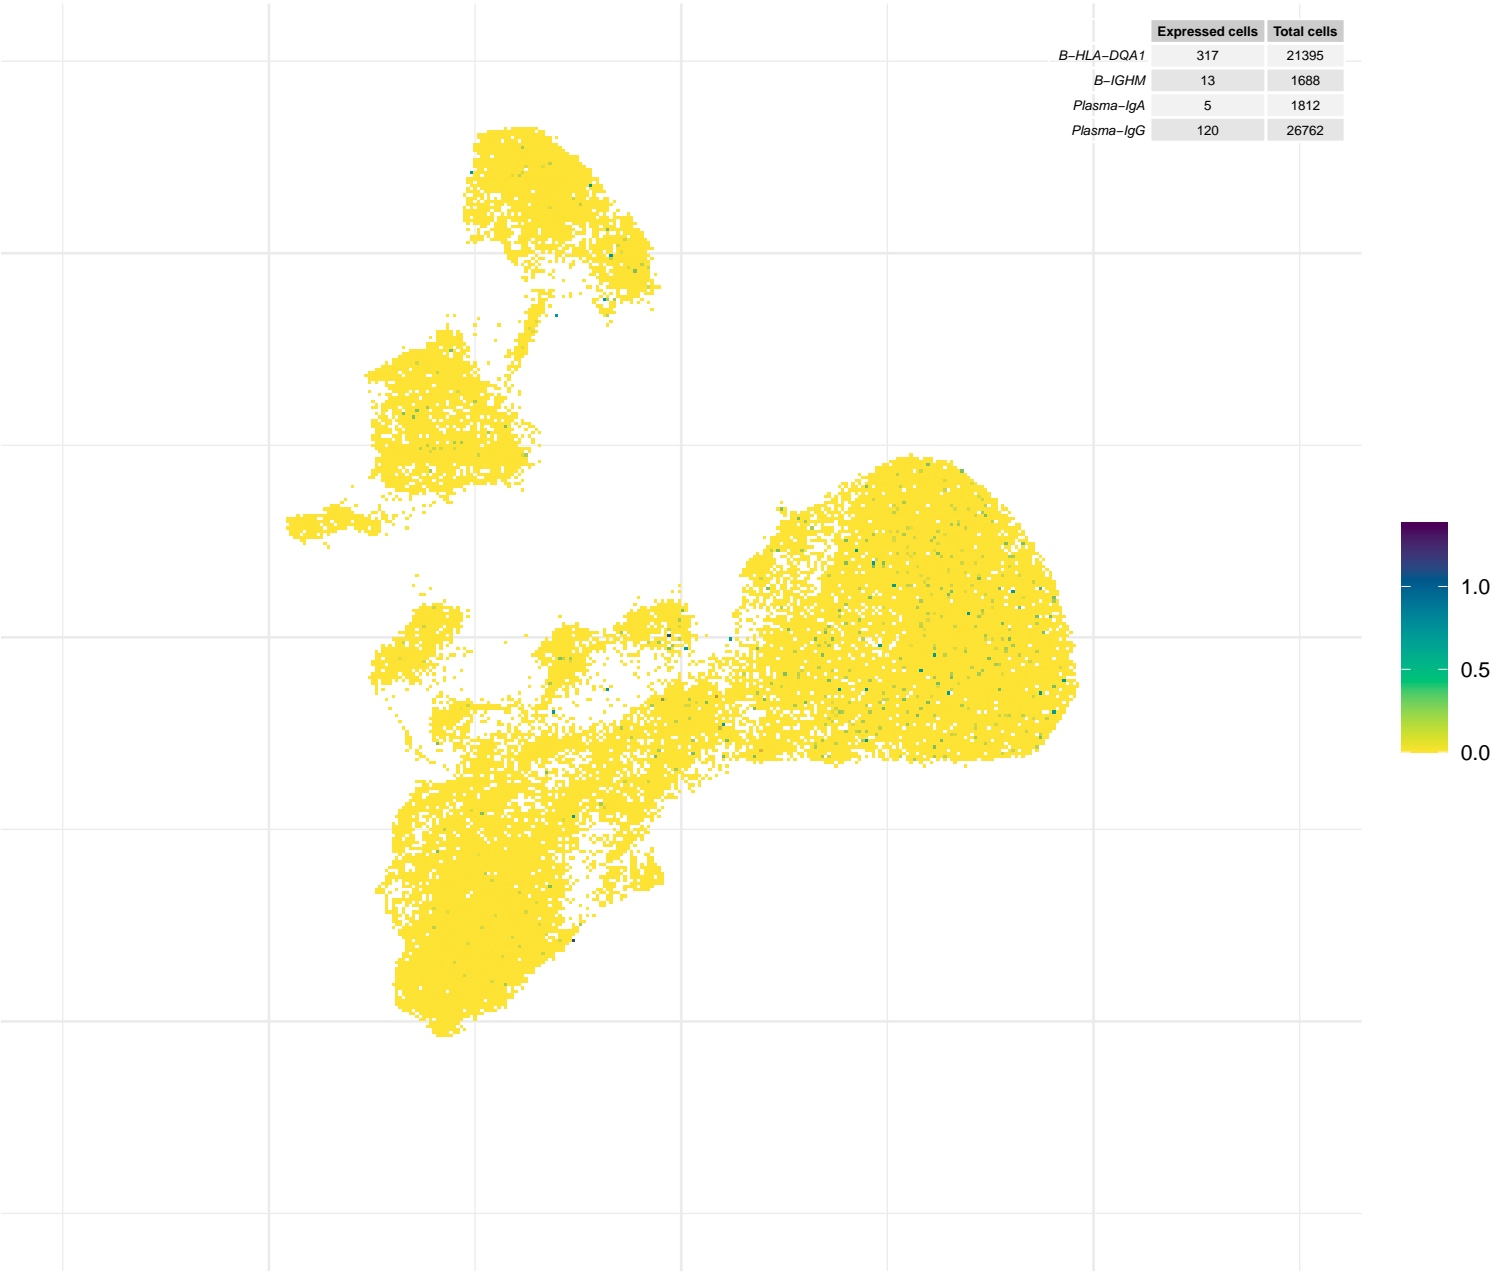 Expressed cells Total cells
B−HLA−DQA1 317 21395
B−IGHM 13 1688
Plasma−IgA 5 1812
Plasma−IgG 120 26762
1.0
0.5
0.0